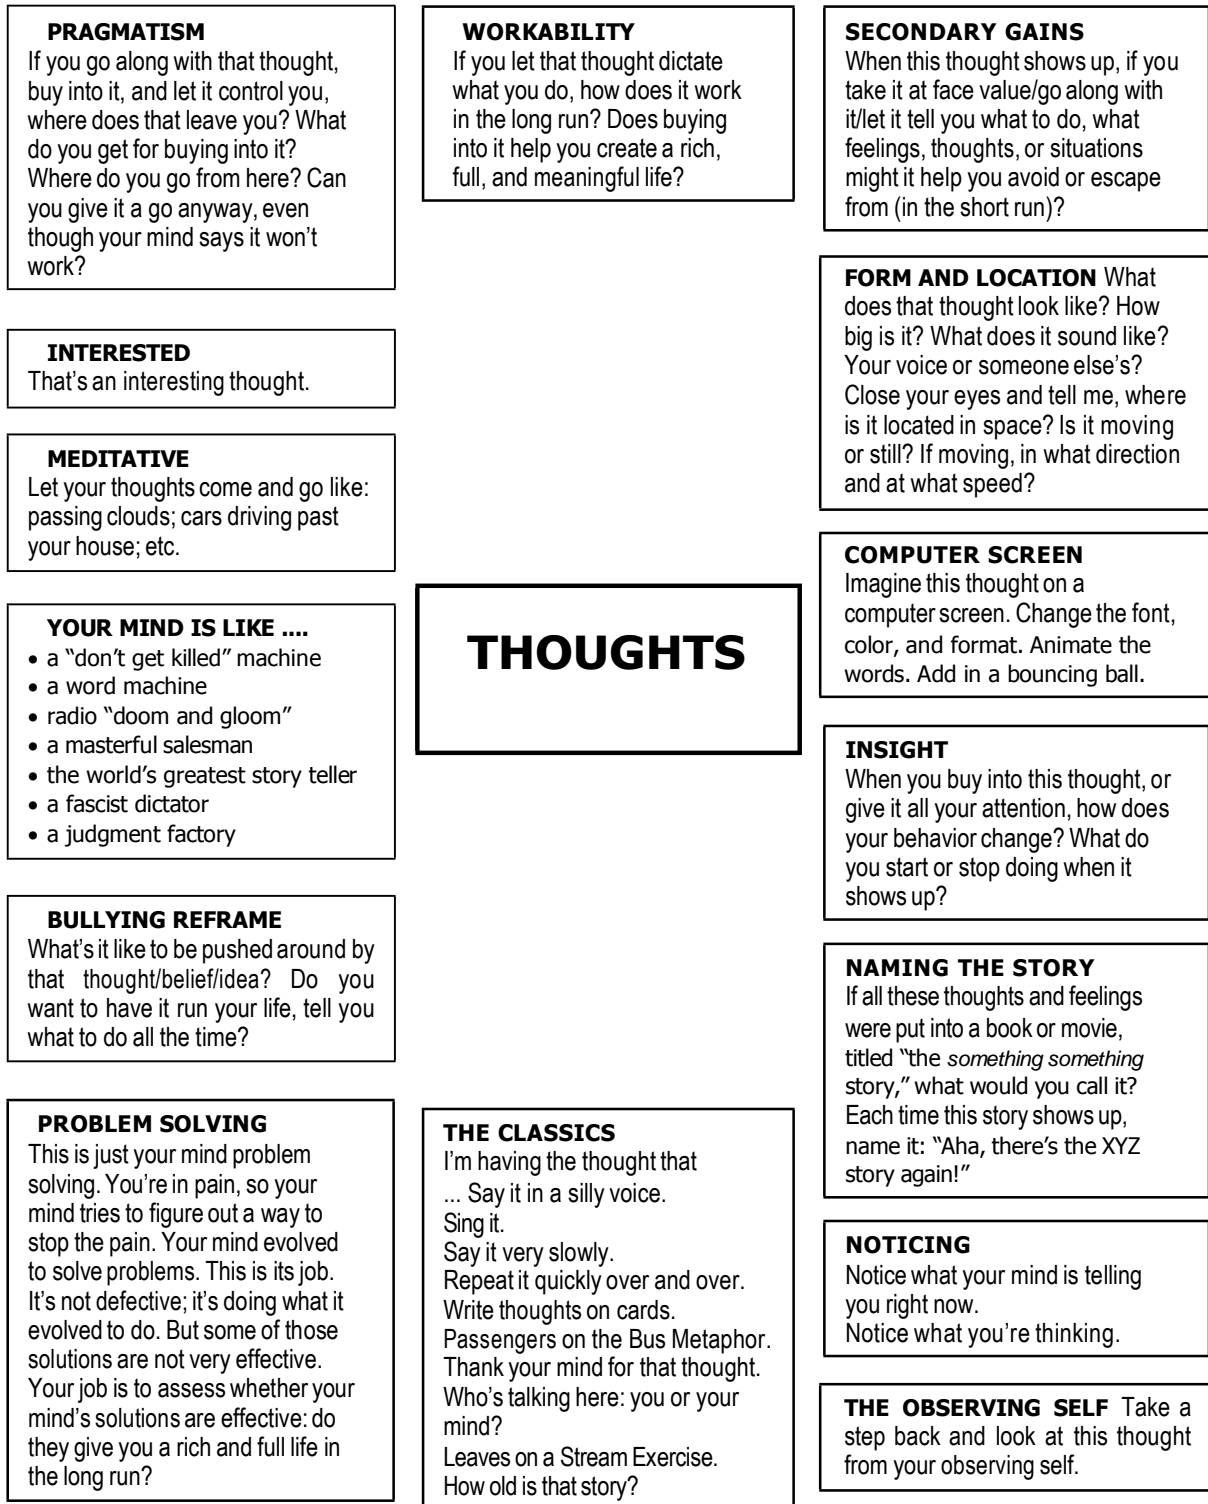 PRAGMATISM
If you go along with that thought,
buy into it, and let it control you,
where does that leave you? What
do you get for buying into it?
Where do you go from here? Can
you give it a go anyway, even
though your mind says it won’t
work?
INTERESTED
That’s an interesting thought.
MEDITATIVE
Let your thoughts come and go like:
passing clouds; cars driving past
your house; etc.
YOUR MIND IS LIKE ....
• a “don’t get killed” machine
• a word machine
• radio “doom and gloom”
• a masterful salesman
• the world’s greatest story teller
• a fascist dictator
• a judgment factory
BULLYING REFRAME
What’s it like to be pushed around by
that thought/belief/idea? Do you
want to have it run your life, tell you
what to do all the time?
PROBLEM SOLVING
This is just your mind problem
solving. You’re in pain, so your
mind tries to figure out a way to
stop the pain. Your mind evolved
to solve problems. This is its job.
It’s not defective; it’s doing what it
evolved to do. But some of those
solutions are not very effective.
Your job is to assess whether your
mind’s solutions are effective: do
they give you a rich and full life in
the long run?
WORKABILITY
If you let that thought dictate
what you do, how does it work
in the long run? Does buying
into it help you create a rich,
full, and meaningful life?
THOUGHTS
THE CLASSICS
I’m having the thought that
... Say it in a silly voice.
Sing it.
Say it very slowly.
Repeat it quickly over and over.
Write thoughts on cards.
Passengers on the Bus Metaphor.
Thank your mind for that thought.
Who’s talking here: you or your
mind?
Leaves on a Stream Exercise.
How old is that story?
SECONDARY GAINS
When this thought shows up, if you
take it at face value/go along with
it/let it tell you what to do, what
feelings, thoughts, or situations
might it help you avoid or escape
from (in the short run)?
FORM AND LOCATION What
does that thought look like? How
big is it? What does it sound like?
Your voice or someone else’s?
Close your eyes and tell me, where
is it located in space? Is it moving
or still? If moving, in what direction
and at what speed?
COMPUTER SCREEN
Imagine this thought on a
computer screen. Change the font,
color, and format. Animate the
words. Add in a bouncing ball.
INSIGHT
When you buy into this thought, or
give it all your attention, how does
your behavior change? What do
you start or stop doing when it
shows up?
NAMING THE STORY
If all these thoughts and feelings
were put into a book or movie,
titled “the something something
story,” what would you call it?
Each time this story shows up,
name it: “Aha, there’s the XYZ
story again!”
NOTICING
Notice what your mind is telling
you right now.
Notice what you’re thinking.
THE OBSERVING SELF Take a
step back and look at this thought
from your observing self.